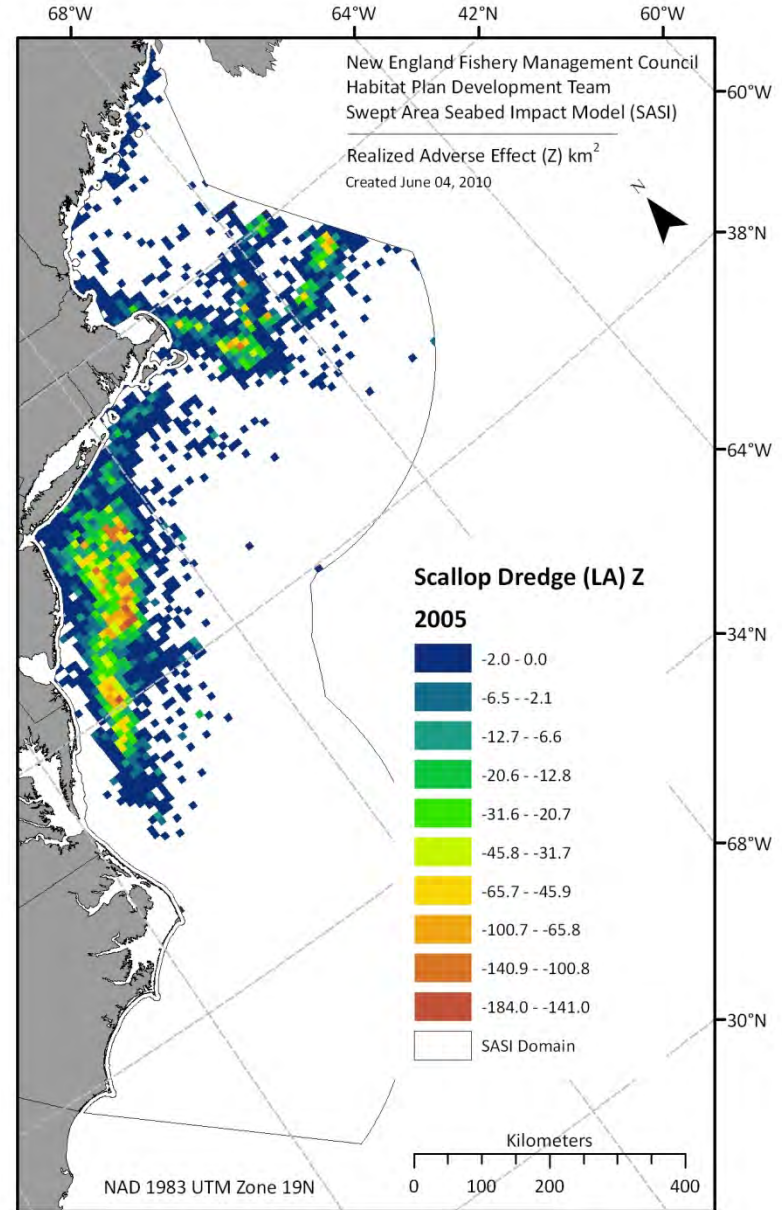 68°W 64°W 42°N 60°W
New England Fishery Management Council
Habitat Plan Development Team
Swept Area Seabed Impact Model (SASI)
Realized Adverse Effect (Z) km²
Created June 04, 2010
N
60°W
38°N
64°W
34°N
68°W
30°N
Scallop Dredge (LA) Z
2005
-2.0 - 0.0
-6.5 - -2.1
-12.7 - -6.6
-20.6 - -12.8
-31.6 - -20.7
-45.8 - -31.7
-65.7 - -45.9
-100.7 - -65.8
-140.9 - -100.8
-184.0 - -141.0
SASI Domain
Kilometers
0 100 200 400
NAD 1983 UTM Zone 19N